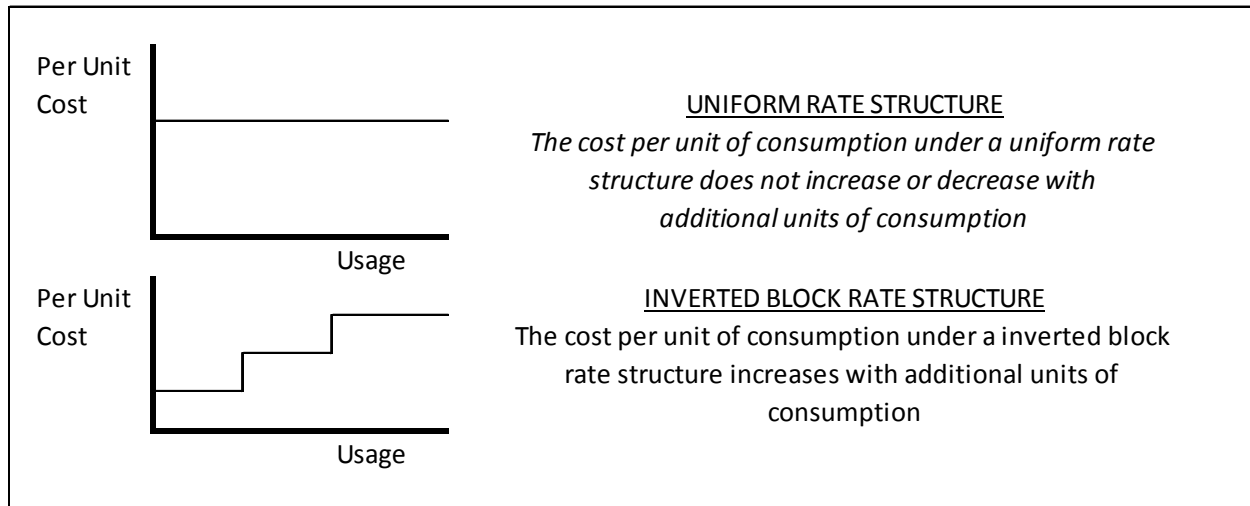 Per Unit
Cost
UNIFORM RATE STRUCTURE
The cost per unit of consumption under a uniform rate
structure does not increase or decrease with
additional units of consumption
Usage
Per Unit
Cost
INVERTED BLOCK RATE STRUCTURE
The cost per unit of consumption under a inverted block
rate structure increases with additional units of
consumption
Usage